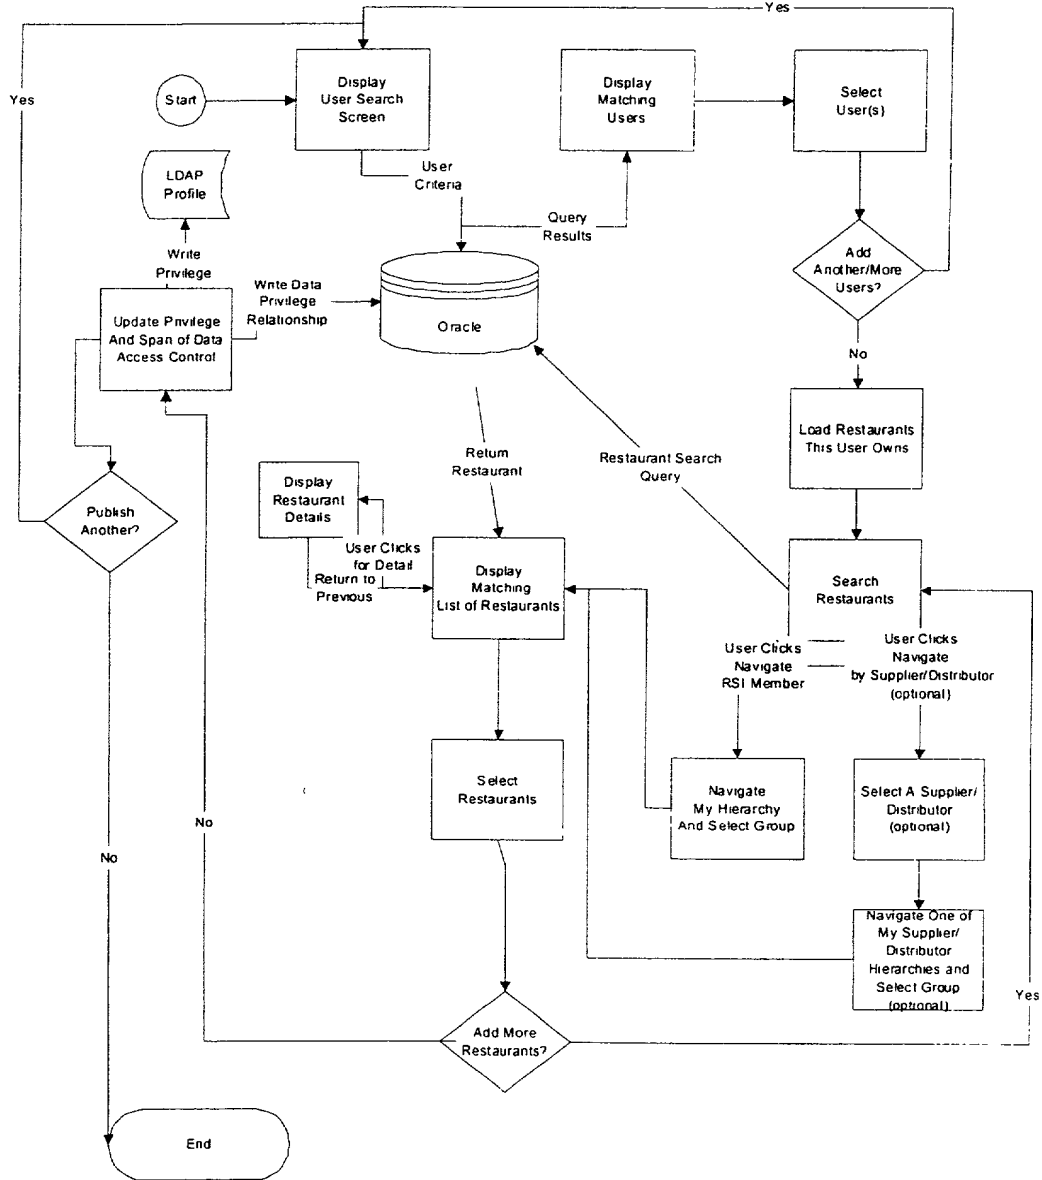 Yes
Yes
Start
Display
User Search
Screen
Display
Matching
Users
Select
User(s)
LDAP
Profile
User
Criteria
Query
Results
Write
Privilege
Add
Another/More
Users?
Write Data
Privilege
Relationship
Update Privilege
And Span of Data
Access Control
Oracle
No
Load Restaurants
This User Owns
Return
Restaurant
Restaurant Search
Query
Display
Restaurant
Details
Publish
Another?
User Clicks
for Detail
Return to
Previous
Display
Matching
List of Restaurants
Search
Restaurants
User Clicks
Navigate
RSI Member
User Clicks
Navigate
by Supplier/Distributor
(optional)
Select
Restaurants
Navigate
My Hierarchy
And Select Group
Select A Supplier/
Distributor
(optional)
No
No
Navigate One of
My Supplier/
Distributor
Hierarchies and
Select Group
(optional)
Yes
Add More
Restaurants?
End